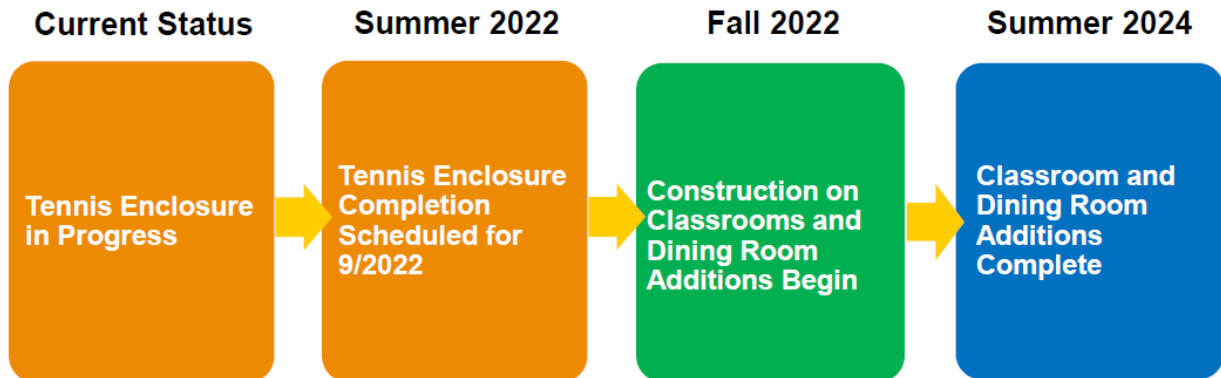 Current Status
Summer 2022
Fall 2022
Summer 2024
Tennis Enclosure
in Progress
Tennis Enclosure
Completion
Scheduled for
9/2022
Construction on
Classrooms and
Dining Room
Additions Begin
Classroom and
Dining Room
Additions
Complete